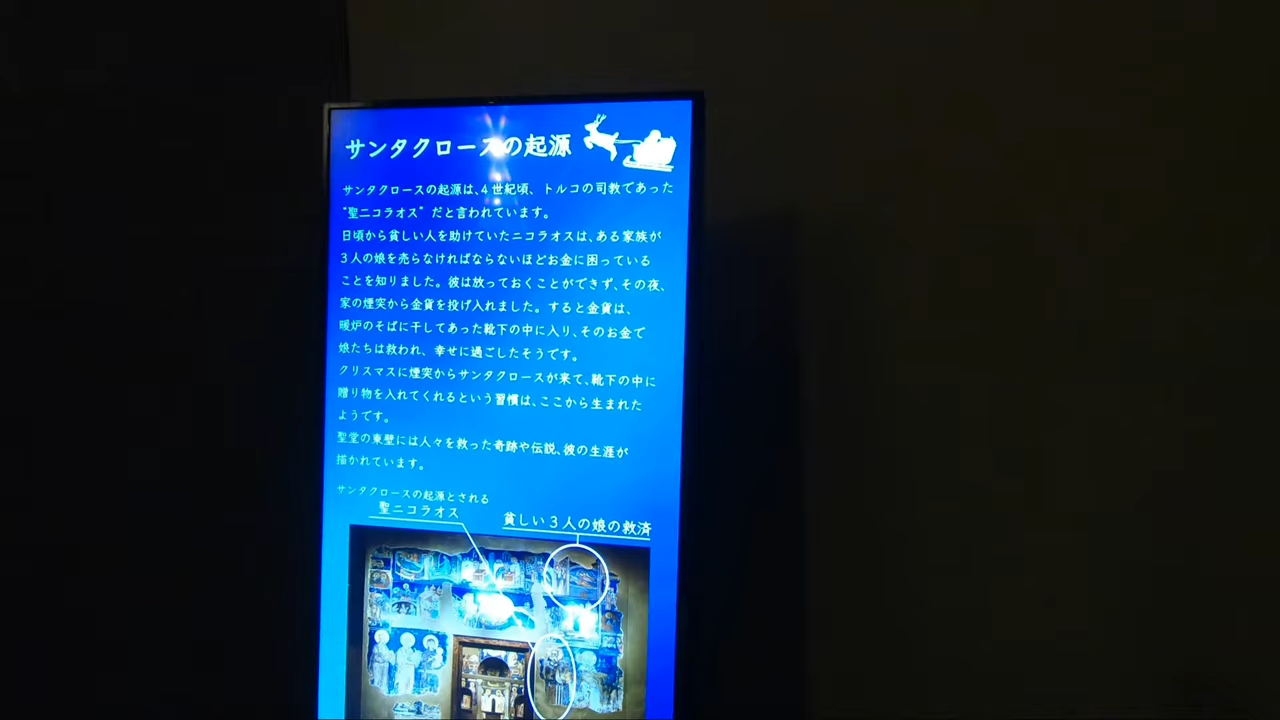 サンタクロースの起源
サンタクロースの起源は、4世紀頃、トルコの司教であった
“聖ニコラオス”だと言われています。
日頃から貧しい人を助けていたニコラオスは、ある家族が
3人の娘を売らなければならないほどお金に困っている
ことを知りました。彼は放っておくことができず、その夜、
家の煙突から金貨を投げ入れました。すると金貨は、
暖炉のそばに干してあった靴下の中に入り、そのお金で
娘たちは救われ、幸せに過ごしたそうです。
クリスマスに煙突からサンタクロースが来て、靴下の中に
贈り物を入れてくれるという習慣は、ここから生まれた
ようです。
聖堂の東壁には人々を救った奇跡や伝説、彼の生涯が
描かれています。
サンタクロースの起源とされる
聖ニコラオス
貧しい3人の娘の救済